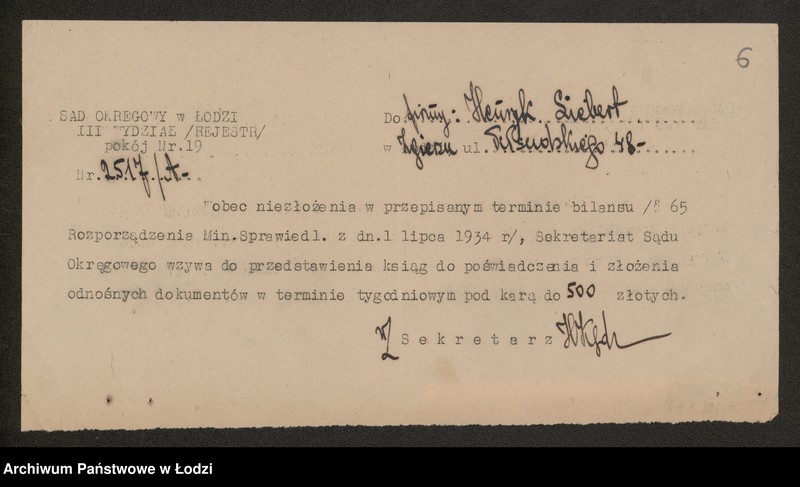 6
SĄD OKRĘGOWY w ŁODZI
III WYDZIAŁ /REJESTR/
pokój Nr.19
Nr. 2517/A-
Do firmy: Henryk Siebert
w Zgierzu ul. Piłsudskiego 48-
Wobec niezłożenia w przepisanym terminie bilansu /§ 65
Rozporządzenia Min.Sprawiedl. z dn.1 lipca 1934 r/, Sekretariat Sądu
Okręgowego wzywa do przedstawienia ksiąg do poświadczenia i złożenia
odnośnych dokumentów w terminie tygodniowym pod karą do 500 złotych.
Sekretarz
Archiwum Państwowe w Łodzi